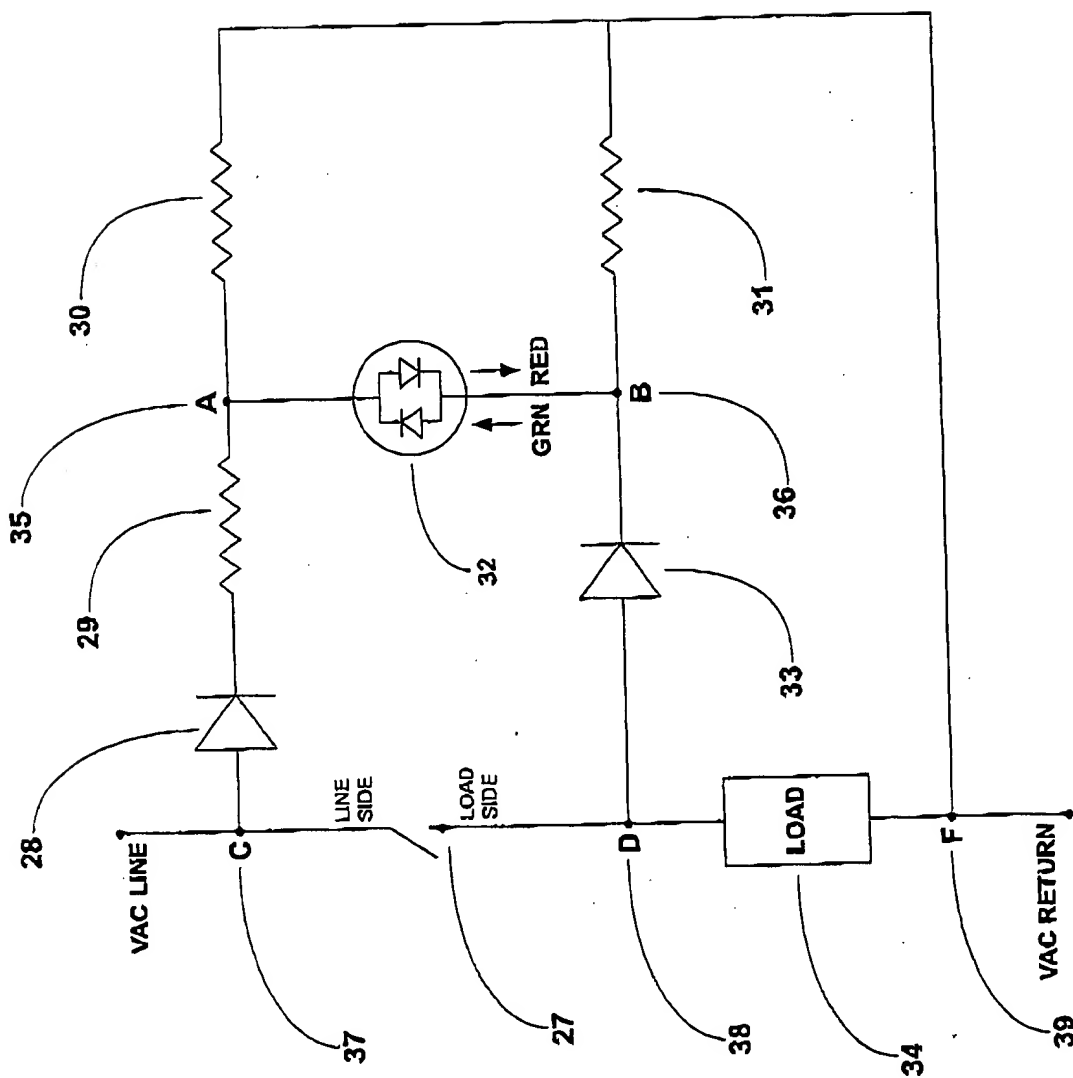 30
A
35
29
28
VAC LINE
C
37
LINE
SIDE
LOAD
SIDE
27
GRN
RED
32
31
B
36
33
D
38
LOAD
34
F
39
VAC RETURN